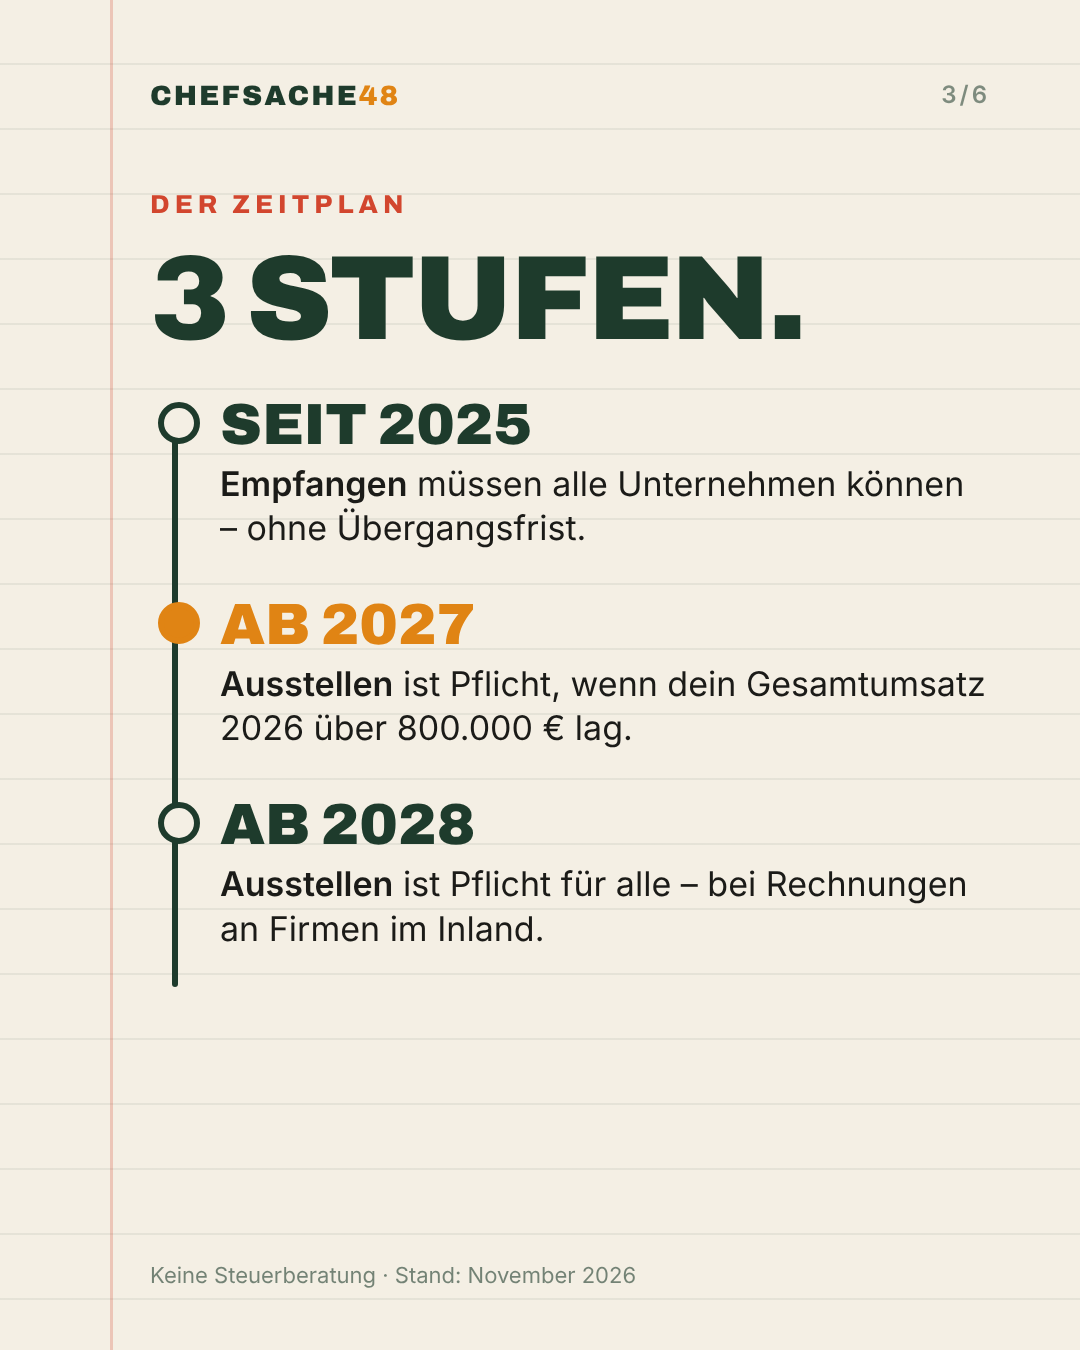 CHEFSACHE48
3/6
DER ZEITPLAN
3 STUFEN.
SEIT 2025
Empfangen müssen alle Unternehmen können
– ohne Übergangsfrist.
AB 2027
Ausstellen ist Pflicht, wenn dein Gesamtumsatz
2026 über 800.000 € lag.
AB 2028
Ausstellen ist Pflicht für alle – bei Rechnungen
an Firmen im Inland.
Keine Steuerberatung · Stand: November 2026